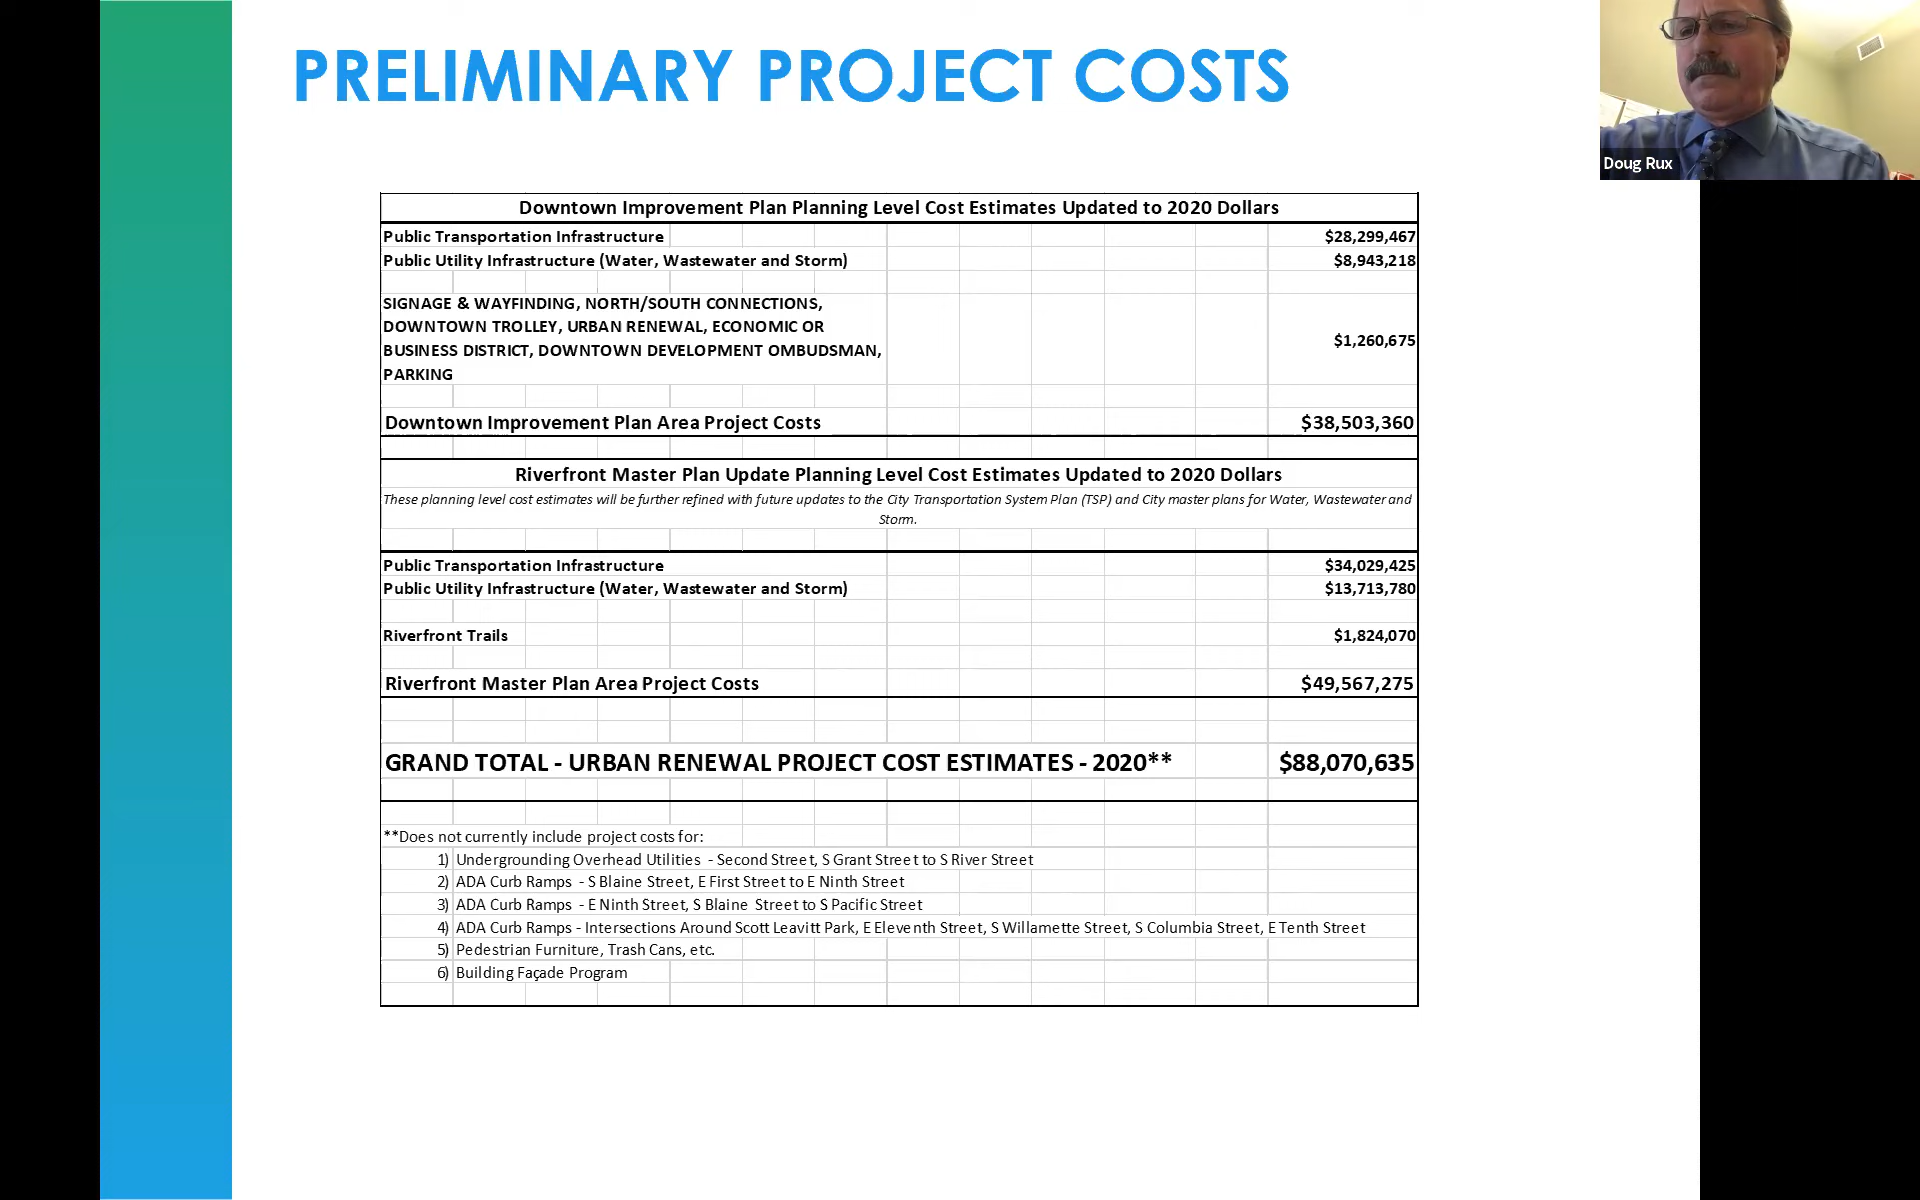 PRELIMINARY PROJECT COSTS
Doug Rux
Downtown Improvement Plan Planning Level Cost Estimates Updated to 2020 Dollars
Public Transportation Infrastructure $28,299,467
Public Utility Infrastructure (Water, Wastewater and Storm) $8,943,218
SIGNAGE & WAYFINDING, NORTH/SOUTH CONNECTIONS,
DOWNTOWN TROLLEY, URBAN RENEWAL, ECONOMIC OR
BUSINESS DISTRICT, DOWNTOWN DEVELOPMENT OMBUDSMAN,
PARKING
$1,260,675
Downtown Improvement Plan Area Project Costs $38,503,360
Riverfront Master Plan Update Planning Level Cost Estimates Updated to 2020 Dollars
These planning level cost estimates will be further refined with future updates to the City Transportation System Plan (TSP) and City master plans for Water, Wastewater and
Storm.
Public Transportation Infrastructure $34,029,425
Public Utility Infrastructure (Water, Wastewater and Storm) $13,713,780
Riverfront Trails $1,824,070
Riverfront Master Plan Area Project Costs $49,567,275
GRAND TOTAL - URBAN RENEWAL PROJECT COST ESTIMATES - 2020** $88,070,635
**Does not currently include project costs for:
1) Undergrounding Overhead Utilities - Second Street, S Grant Street to S River Street
2) ADA Curb Ramps - S Blaine Street, E First Street to E Ninth Street
3) ADA Curb Ramps - E Ninth Street, S Blaine Street to S Pacific Street
4) ADA Curb Ramps - Intersections Around Scott Leavitt Park, E Eleventh Street, S Willamette Street, S Columbia Street, E Tenth Street
5) Pedestrian Furniture, Trash Cans, etc.
6) Building Façade Program